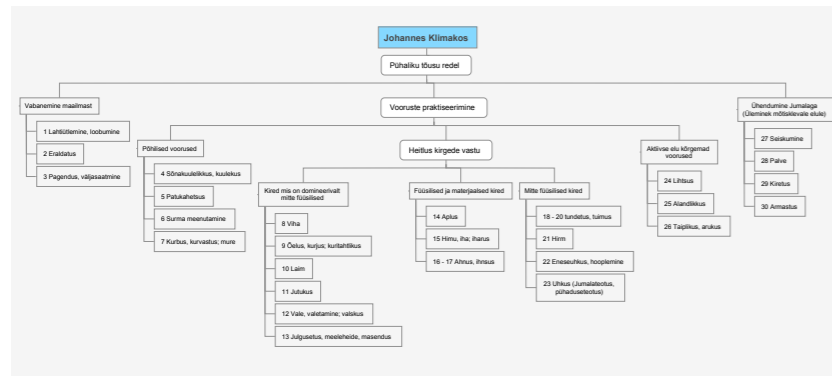 Johannes Klimakos
Pühaliku tõusu redel
Vabanemine maailmast
1 Lahtiütlemine, loobumine
2 Eraldatus
3 Pagendus, väljasaatmine
Vooruste praktiseerimine
Põhilised voorused
4 Sõnakuulelikkus, kuulekus
5 Patukahetsus
6 Surma meenutamine
7 Kurbus, kurvastus; mure
Heitlus kirgede vastu
Kired mis on domineerivalt
mitte füüsilised
8 Viha
9 Õelus, kurjus; kuritahtlikus
10 Laim
11 Jutukus
12 Vale, valetamine; valskus
13 Julgusetus, meeleheide, masendus
Füüsilised ja materjaalsed kired
14 Aplus
15 Himu, iha; iharus
16 - 17 Ahnus, ihnsus
Mitte füüsilised kired
18 - 20 tundetus, tuimus
21 Hirm
22 Eneseuhkus, hooplemine
23 Uhkus (Jumalateotus,
pühaduseteotus)
Aktiivse elu kõrgemad
voorused
24 Lihtsus
25 Alandlikkus
26 Taiplikus, arukus
Ühendumine Jumalaga
(Üleminek mõtisklevale elule)
27 Seiskumine
28 Palve
29 Kiretus
30 Armastus